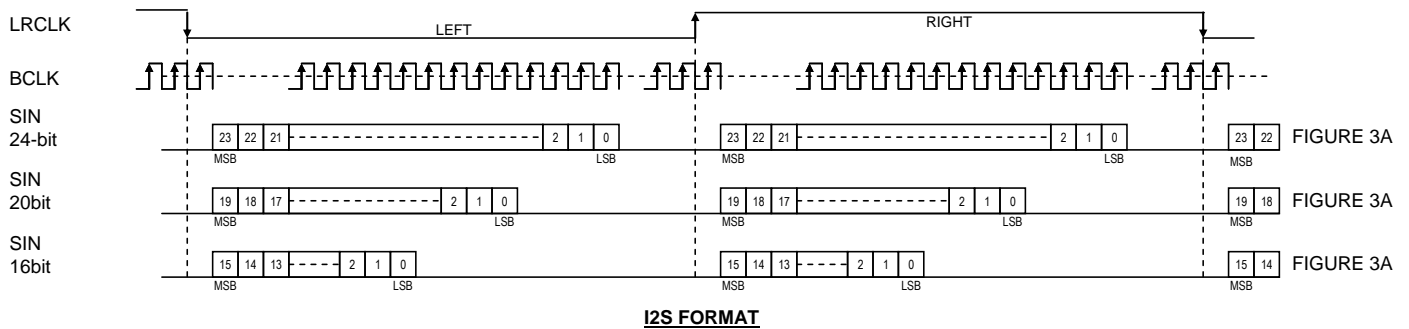 LRCLK
LEFT
RIGHT
BCLK
SIN
24-bit
23 22 21 2 1 0 23 22 21 2 1 0 23 22 FIGURE 3A
MSB LSB MSB LSB MSB
SIN
20bit
19 18 17 2 1 0 19 18 17 2 1 0 19 18 FIGURE 3A
MSB LSB MSB LSB MSB
SIN
16bit
15 14 13 2 1 0 15 14 13 2 1 0 15 14 FIGURE 3A
MSB LSB MSB LSB MSB
I2S FORMAT